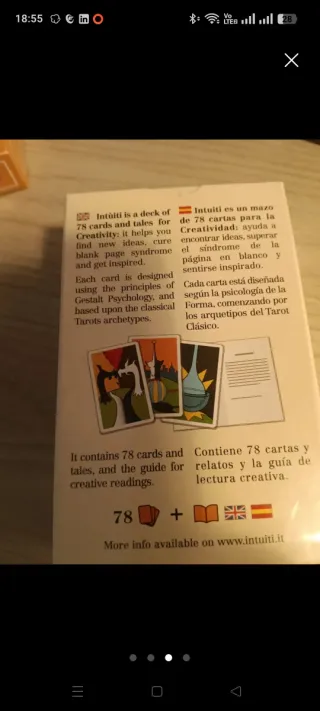 18:55
Vo
LTE
28
Intùiti is a deck of
78 cards and tales for
Creativity: it helps you
find new ideas, cure
blank page syndrome
and get inspired.
Each card is designed
using the principles of
Gestalt Psychology, and
based upon the classical
Tarots archetypes.
Intuiti es un mazo
de 78 cartas para la
Creatividad: ayuda a
encontrar ideas, superar
el síndrome de la
página en blanco y
sentirse inspirado.
Cada carta está diseñada
según la psicología de la
Forma, comenzando por
los arquetipos del Tarot
Clásico.
It contains 78 cards and
tales, and the guide for
creative readings.
Contiene 78 cartas y
relatos y la guía de
lectura creativa.
78 +
More info available on www.intuiti.it